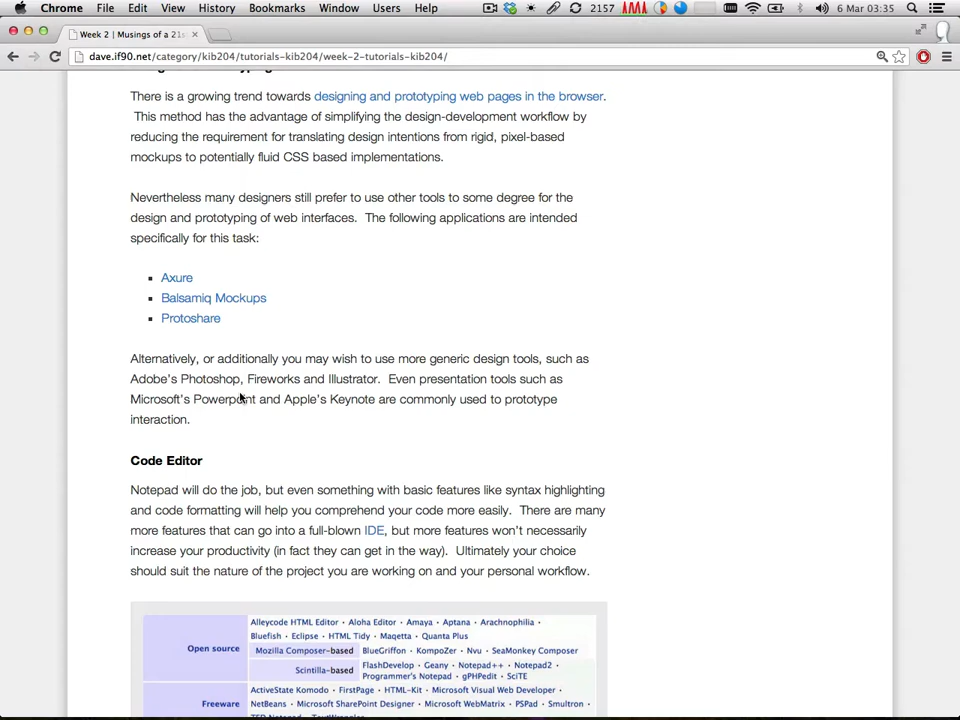 Chrome File Edit View History Bookmarks Window Users Help 2157 6 Mar 03:35
Week 2 | Musings of a 21s
dave.if90.net/category/kib204/tutorials-kib204/week-2-tutorials-kib204/
There is a growing trend towards designing and prototyping web pages in the browser.
This method has the advantage of simplifying the design-development workflow by
reducing the requirement for translating design intentions from rigid, pixel-based
mockups to potentially fluid CSS based implementations.
Nevertheless many designers still prefer to use other tools to some degree for the
design and prototyping of web interfaces. The following applications are intended
specifically for this task:
Axure
Balsamiq Mockups
Protoshare
Alternatively, or additionally you may wish to use more generic design tools, such as
Adobe's Photoshop, Fireworks and Illustrator. Even presentation tools such as
Microsoft's Powerpoint and Apple's Keynote are commonly used to prototype
interaction.
Code Editor
Notepad will do the job, but even something with basic features like syntax highlighting
and code formatting will help you comprehend your code more easily. There are many
more features that can go into a full-blown IDE, but more features won't necessarily
increase your productivity (in fact they can get in the way). Ultimately your choice
should suit the nature of the project you are working on and your personal workflow.
Open source
Alleycode HTML Editor · Aloha Editor · Amaya · Aptana · Arachnophilia ·
Bluefish · Eclipse · HTML Tidy · Maqetta · Quanta Plus
Mozilla Composer-based BlueGriffon · KompoZer · Nvu · SeaMonkey Composer
Scintilla-based
FlashDevelop · Geany · Notepad++ · Notepad2 ·
Programmer's Notepad · gPHPedit · SciTE
Freeware
ActiveState Komodo · FirstPage · HTML-Kit · Microsoft Visual Web Developer ·
NetBeans · Microsoft SharePoint Designer · Microsoft WebMatrix · PSPad · Smultron ·